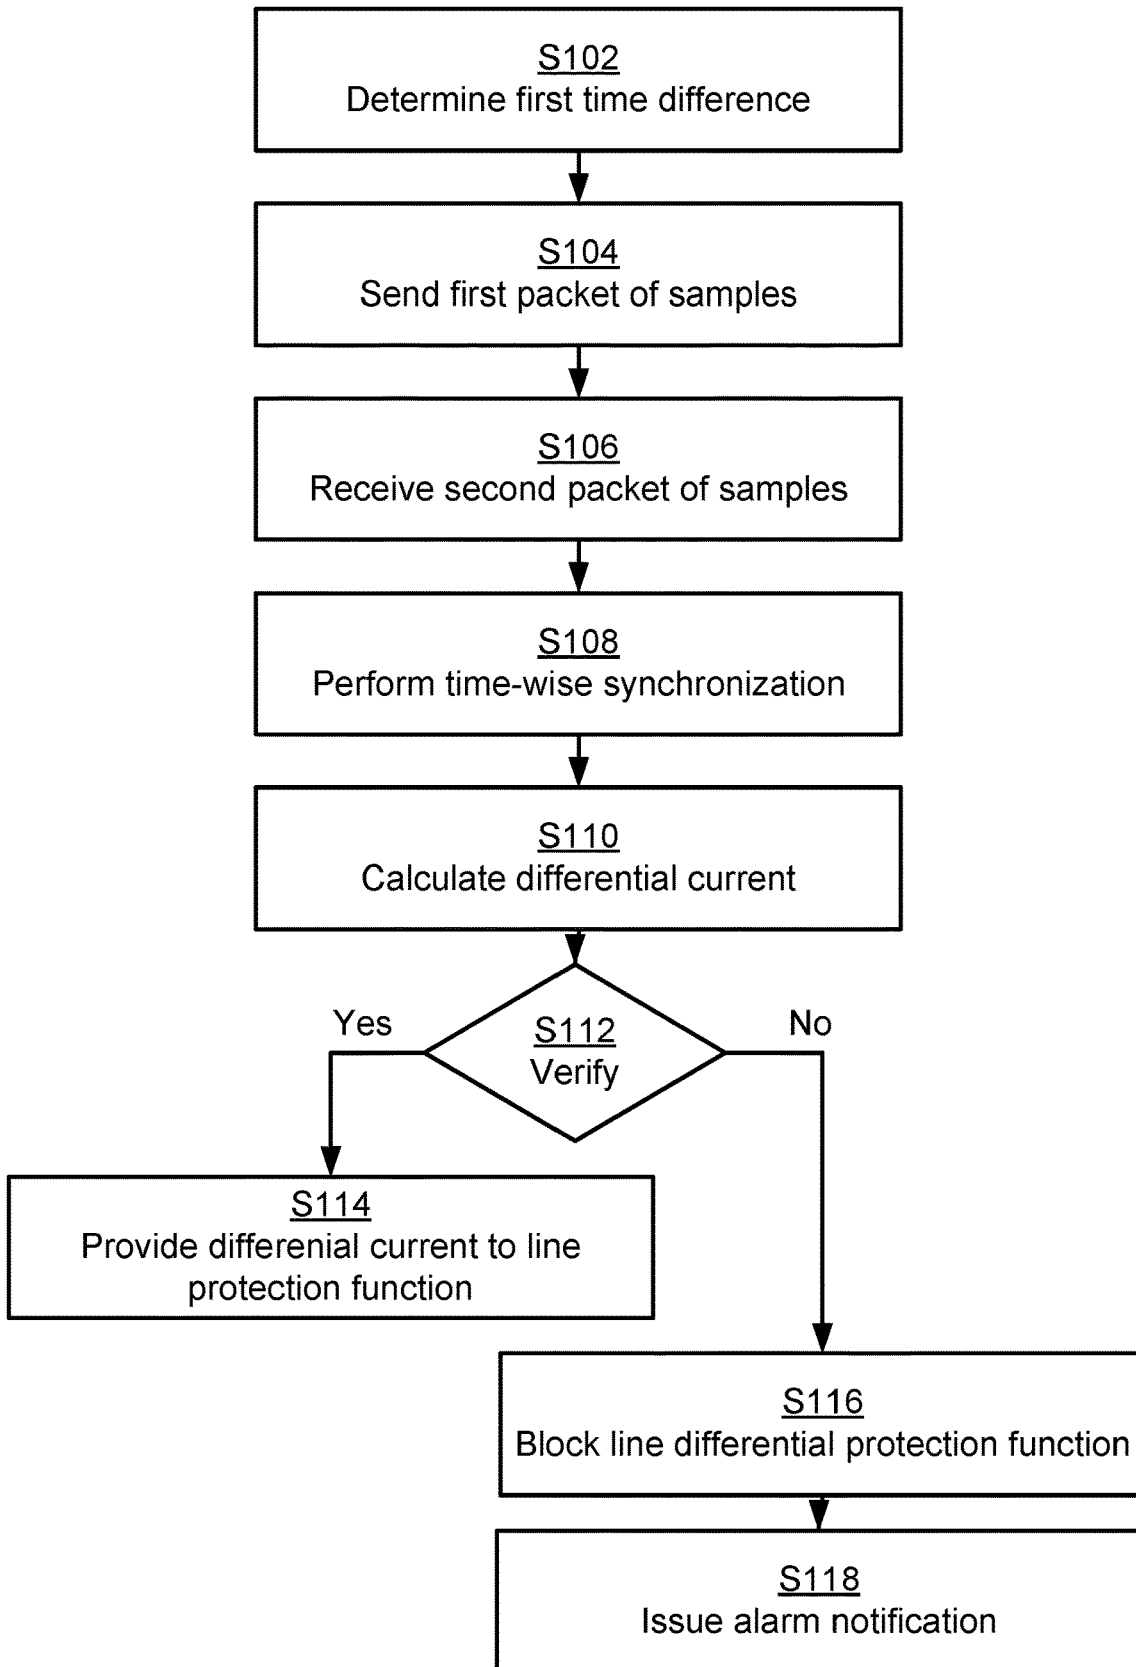 S102
Determine first time difference
S104
Send first packet of samples
S106
Receive second packet of samples
S108
Perform time-wise synchronization
S110
Calculate differential current
Yes
No
S112
Verify
S114
Provide differenial current to line
protection function
S116
Block line differential protection function
S118
Issue alarm notification